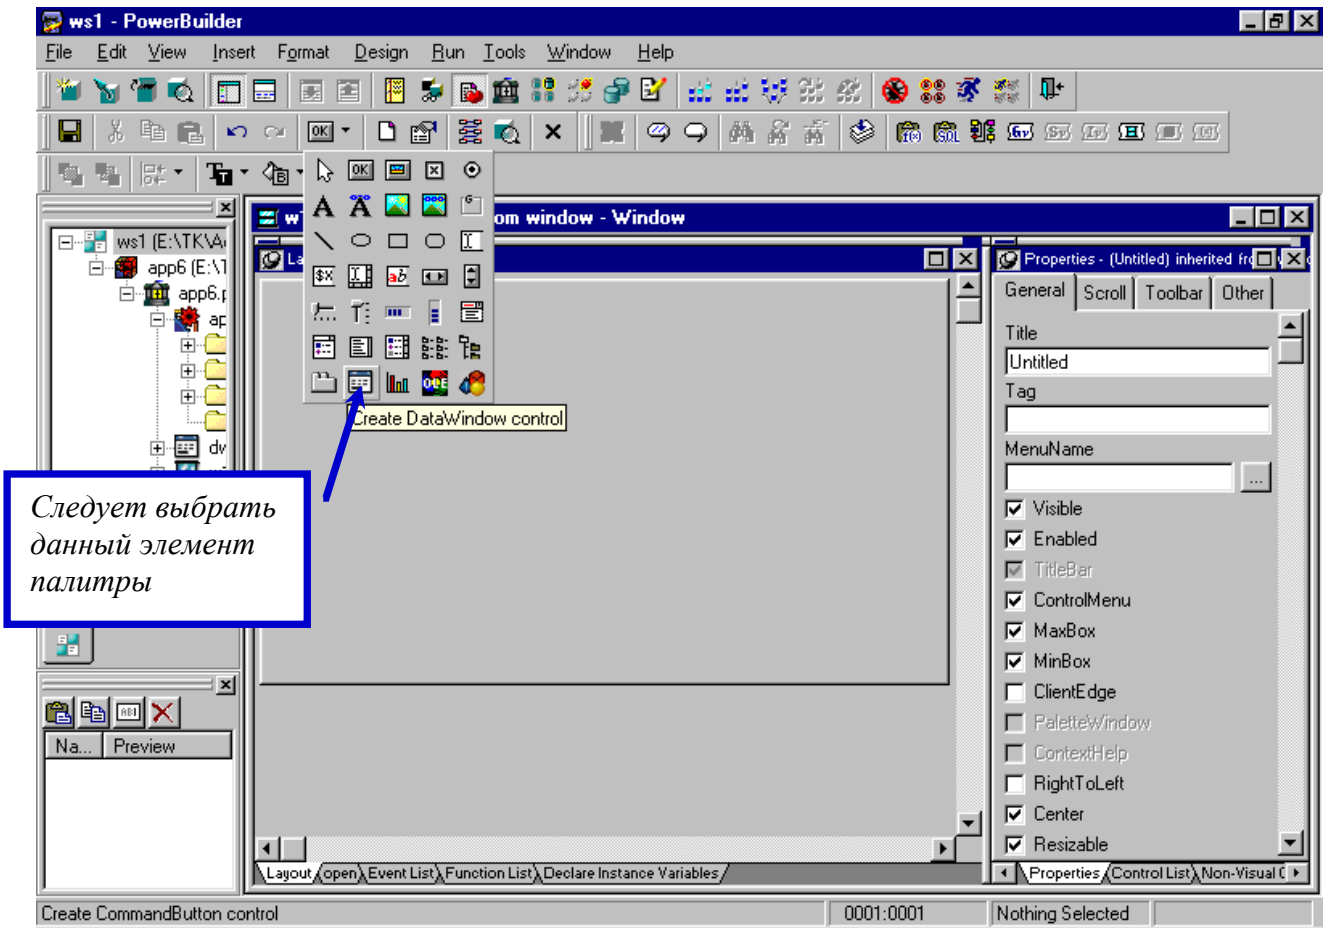 ws1 - PowerBuilder
File Edit View Insert Format Design Run Tools Window Help
om window - Window
ws1 (E:\TK\A
app6 (E:\T
app6.p
ap
Properties - (Untitled) inherited
General Scroll Toolbar Other
Title
Untitled
Tag
MenuName
...
Visible
Enabled
TitleBar
ControlMenu
MaxBox
MinBox
ClientEdge
PaletteWindow
ContextHelp
RightToLeft
Center
Resizable
Create DataWindow control
Следует выбрать
данный элемент
палитры
Na... Preview
Layout open Event List Function List Declare Instance Variables
Properties Control List Non-Visual
Create CommandButton control 0001:0001 Nothing Selected